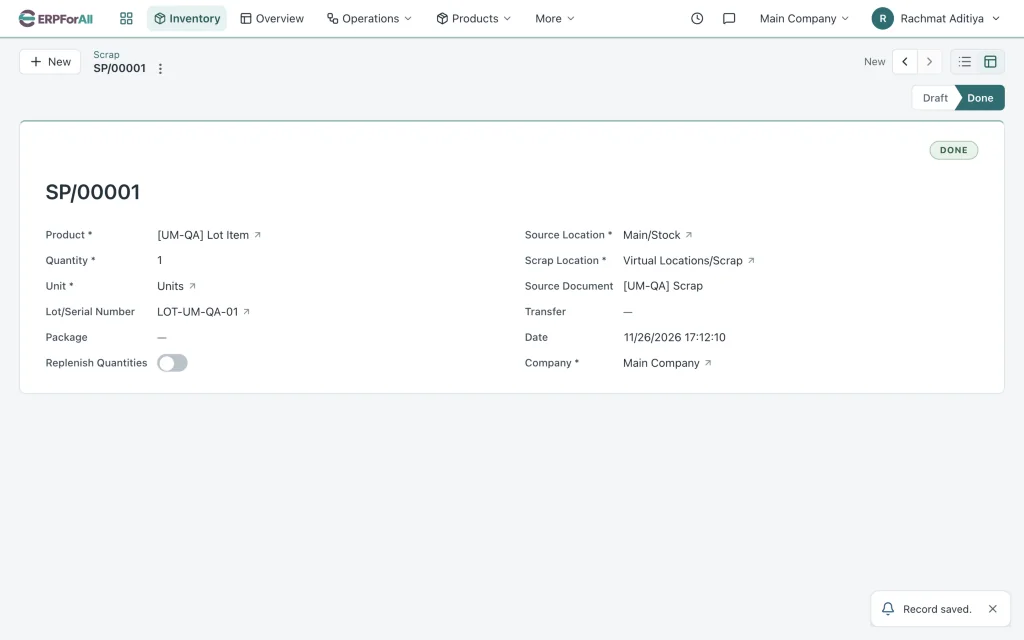 ERPForAll
Inventory
Overview
Operations
Products
More
Main Company
R
Rachmat Aditiya
New
Scrap
SP/00001
New
Draft
Done
DONE
SP/00001
Product * [UM-QA] Lot Item
Quantity * 1
Unit * Units
Lot/Serial Number LOT-UM-QA-01
Package —
Replenish Quantities
Source Location * Main/Stock
Scrap Location * Virtual Locations/Scrap
Source Document [UM-QA] Scrap
Transfer —
Date 11/26/2026 17:12:10
Company * Main Company
Record saved.